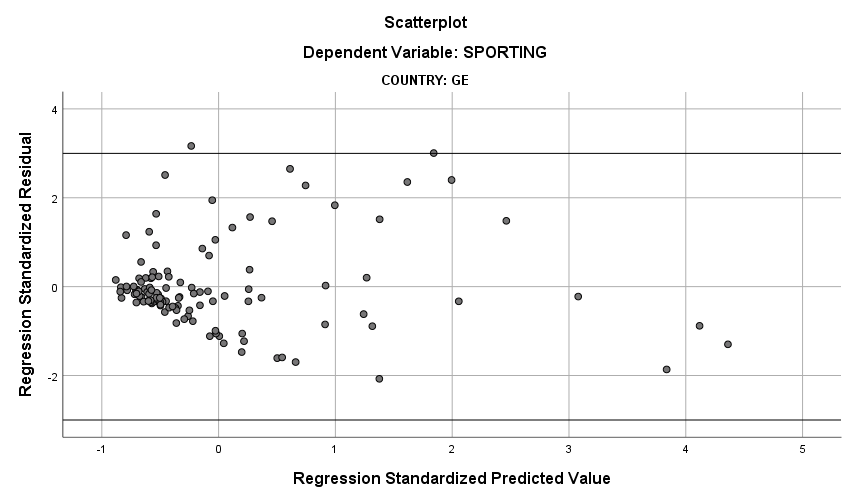 Scatterplot
Dependent Variable: SPORTING
COUNTRY: GE
Regression Standardized Residual
4
2
0
-2
-1
0
1
2
3
4
5
Regression Standardized Predicted Value